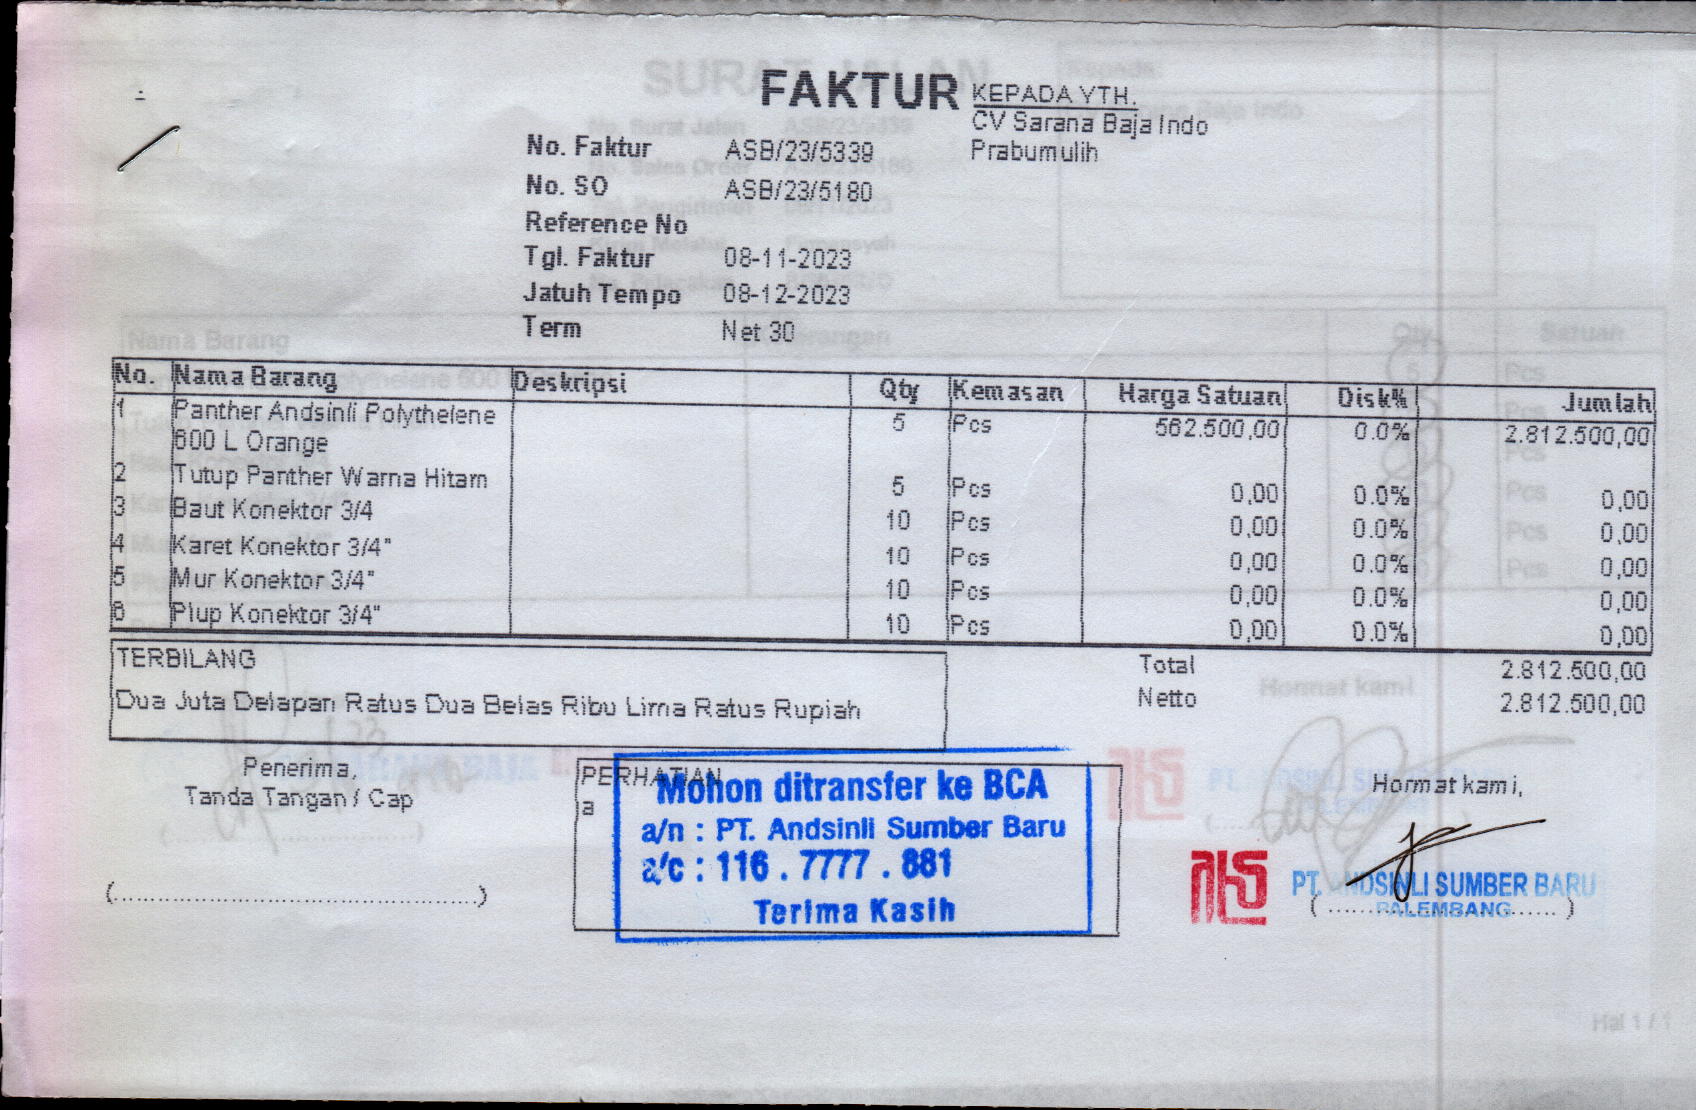 FAKTUR
KEPADA YTH.
CV Sarana Baja Indo
Prabumulih
No. Faktur ASB/23/5339
No. SO ASB/23/5180
Reference No
Tgl. Faktur 08-11-2023
Jatuh Tempo 08-12-2023
Term Net 30
No. Nama Barang Deskripsi Qty Kemasan Harga Satuan Disk% Jumlah
1 Panther Andsinli Polythelene 5 Pcs 562.500,00 0.0% 2.812.500,00
600 L Orange
2 Tutup Panther Warna Hitam 5 Pcs 0,00 0.0% 0,00
3 Baut Konektor 3/4 10 Pcs 0,00 0.0% 0,00
4 Karet Konektor 3/4" 10 Pcs 0,00 0.0% 0,00
5 Mur Konektor 3/4" 10 Pcs 0,00 0.0% 0,00
6 Plup Konektor 3/4" 10 Pcs 0,00 0.0% 0,00
TERBILANG
Dua Juta Delapan Ratus Dua Belas Ribu Lima Ratus Rupiah
Total 2.812.500,00
Netto 2.812.500,00
Penerima,
Tanda Tangan / Cap
(................................................)
PERHATIAN
a
Mohon ditransfer ke BCA
a/n : PT. Andsinli Sumber Baru
a/c : 116 . 7777 . 881
Terima Kasih
Hormat kami,
PT. ANDSINLI SUMBER BARU
PALEMBANG
Hal 1 / 1